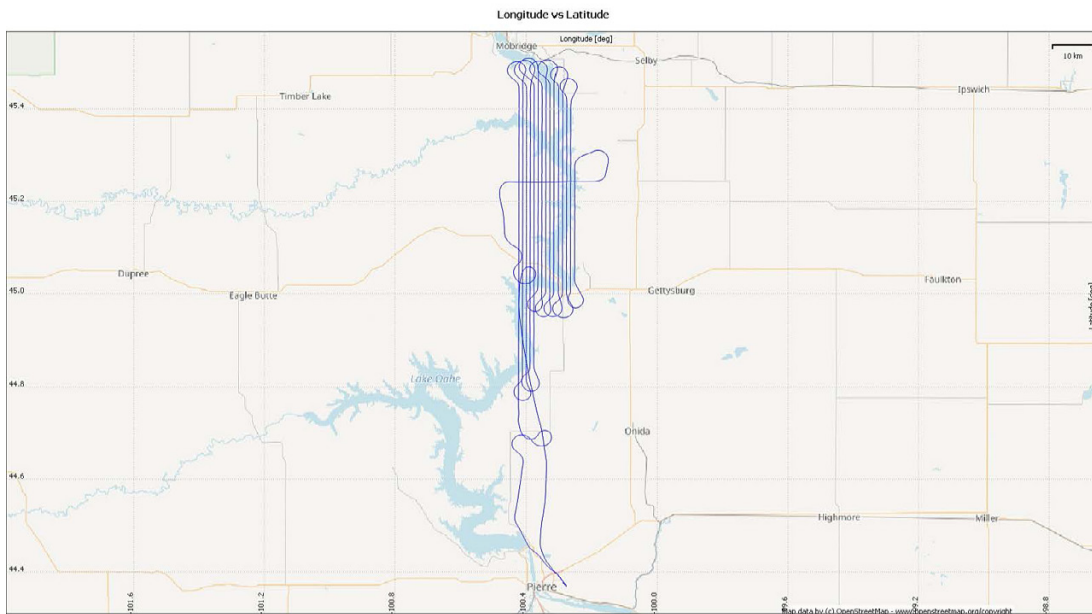 Longitude vs Latitude
Longitude [deg]
Mobridge
Selby
10 km
Timber Lake
Ipswich
45.4
45.2
Dupree
Eagle Butte
45.0
Gettysburg
Faulkton
Latitude [deg]
44.8
Lake Oahe
Onida
44.6
Highmore
Miller
44.4
Pierre
-101.6
-101.2
-100.8
-100.4
-100.0
-99.6
-99.2
-98.8
Map data by (c) OpenStreetMap - www.openstreetmap.org/copyright